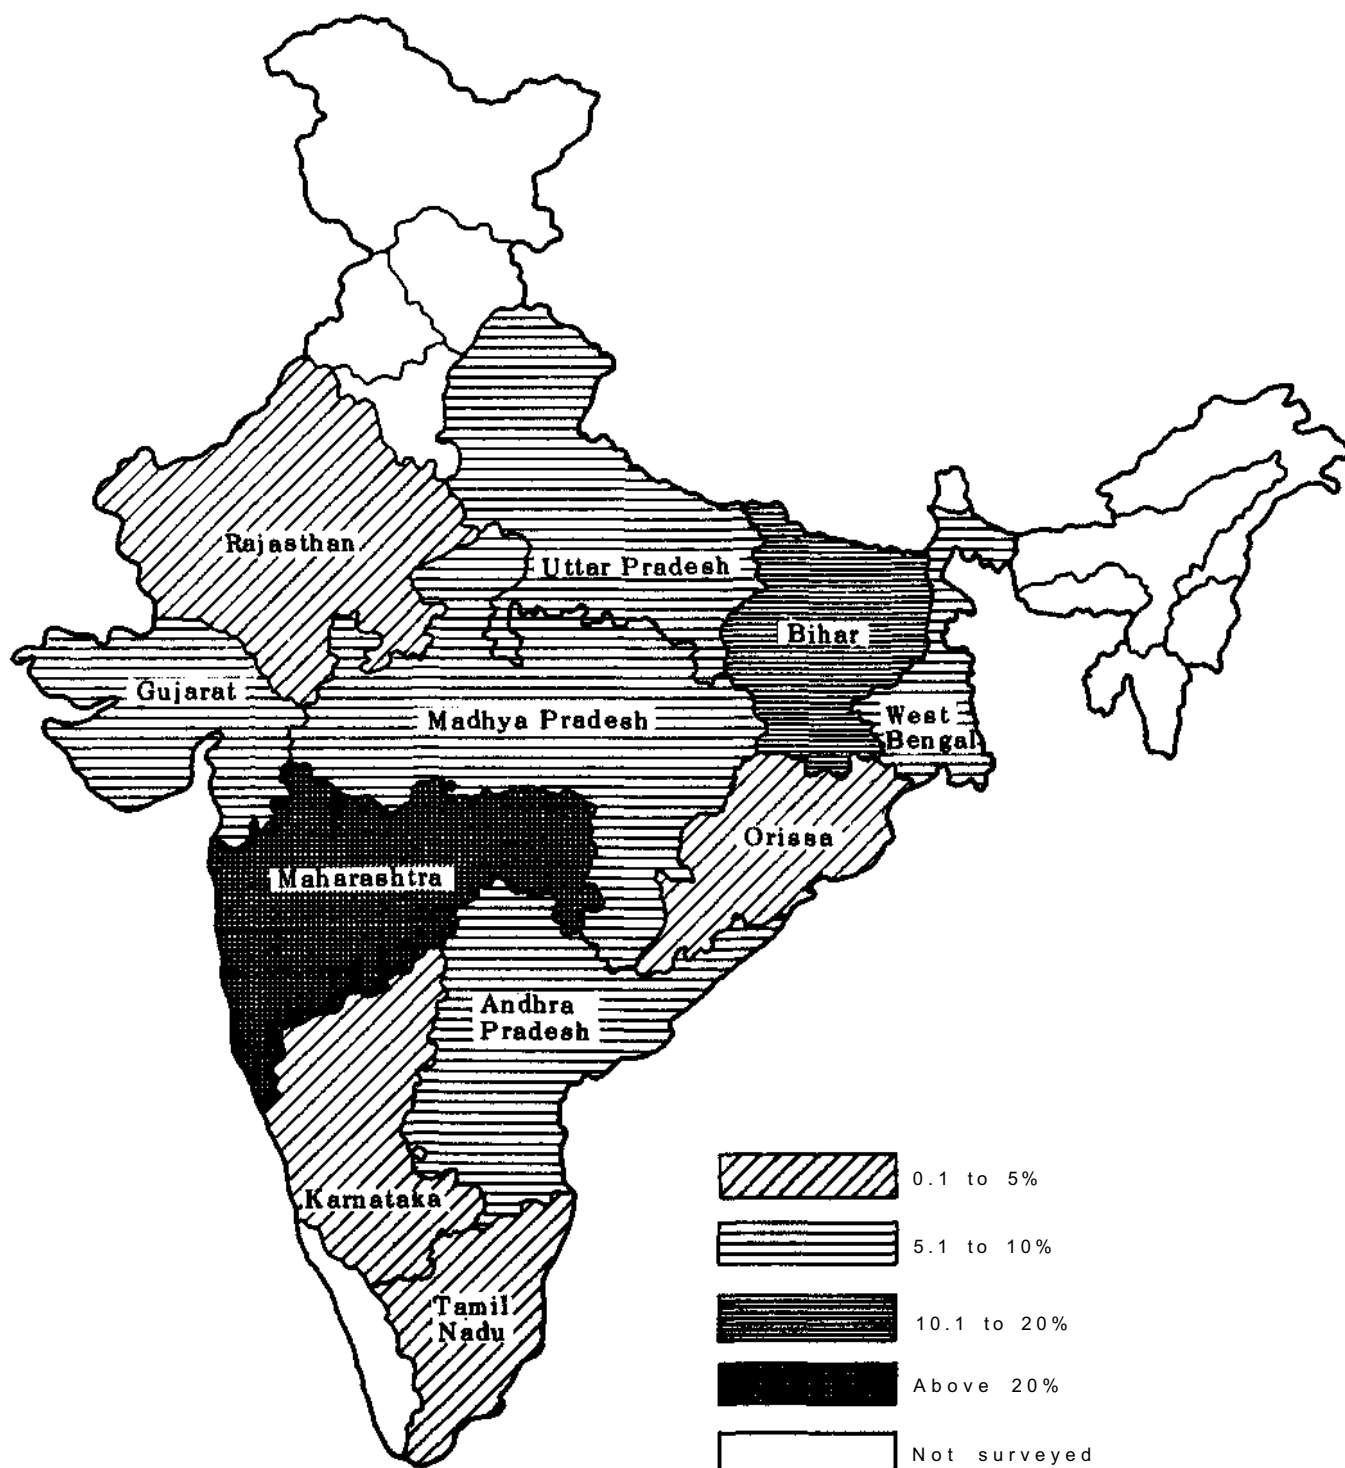 Rajasthan
Uttar Pradesh
Bihar
Gujarat
Madhya Pradesh
West
Bengal
Orissa
Maharashtra
Andhra
Pradesh
Karnataka
Tamil
Nadu
0.1 to 5%
5.1 to 10%
10.1 to 20%
Above 20%
Not surveyed